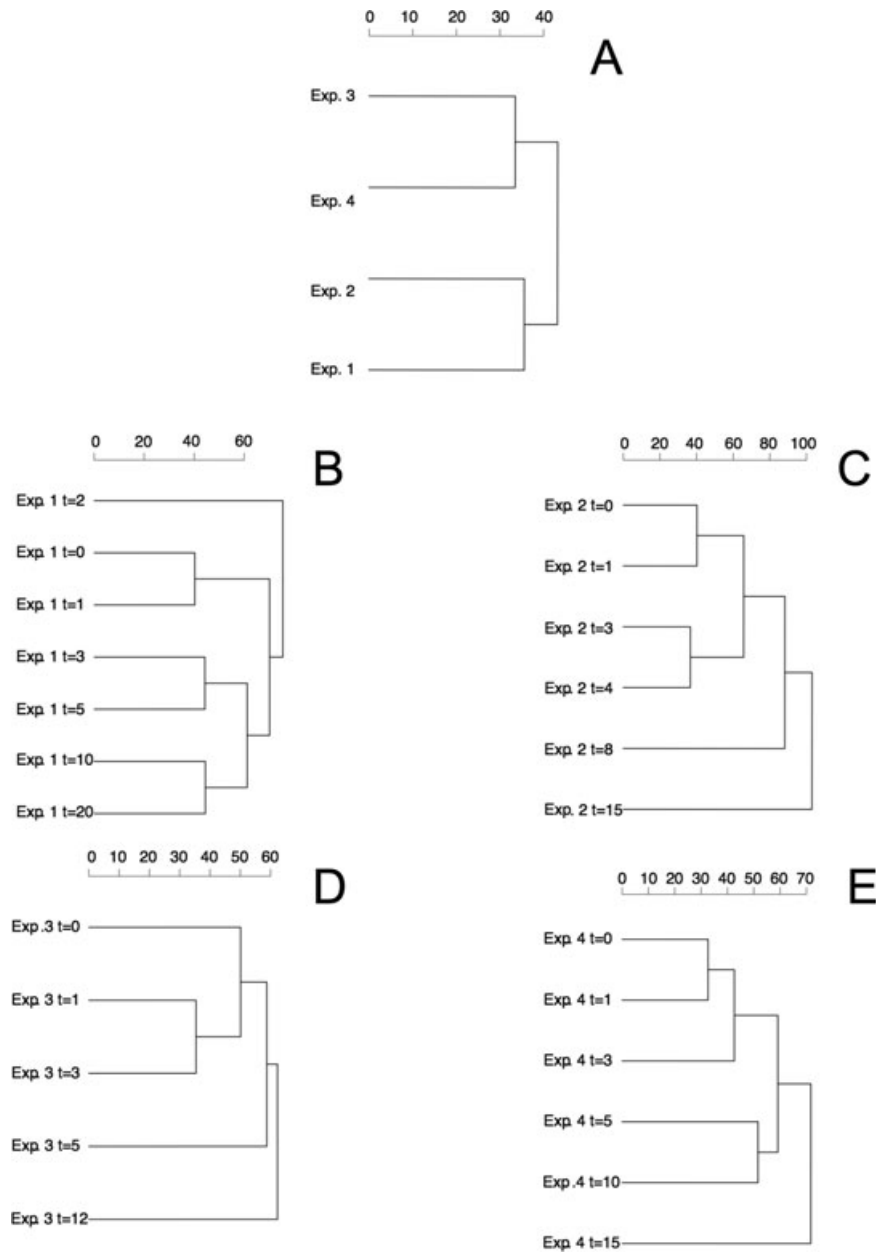 0 10 20 30 40
A
Exp. 3
Exp. 4
Exp. 2
Exp. 1
0 20 40 60
B
Exp. 1 t=2
Exp. 1 t=0
Exp. 1 t=1
Exp. 1 t=3
Exp. 1 t=5
Exp. 1 t=10
Exp. 1 t=20
0 20 40 60 80 100
C
Exp. 2 t=0
Exp. 2 t=1
Exp. 2 t=3
Exp. 2 t=4
Exp. 2 t=8
Exp. 2 t=15
0 10 20 30 40 50 60
D
Exp .3 t=0
Exp. 3 t=1
Exp. 3 t=3
Exp. 3 t=5
Exp. 3 t=12
0 10 20 30 40 50 60 70
E
Exp. 4 t=0
Exp. 4 t=1
Exp. 4 t=3
Exp. 4 t=5
Exp .4 t=10
Exp. 4 t=15